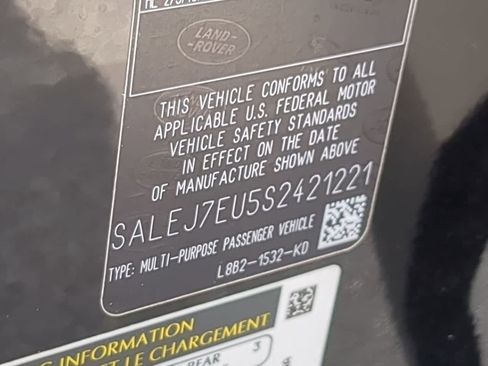 LAND-
ROVER
THIS VEHICLE CONFORMS TO ALL
APPLICABLE U.S. FEDERAL MOTOR
VEHICLE SAFETY STANDARDS
IN EFFECT ON THE DATE
OF MANUFACTURE SHOWN ABOVE
SALEJ7EU5S2421221
TYPE: MULTI-PURPOSE PASSENGER VEHICLE
L8B2-1532-KD
INFORMATION
ET LE CHARGEMENT
REAR 3